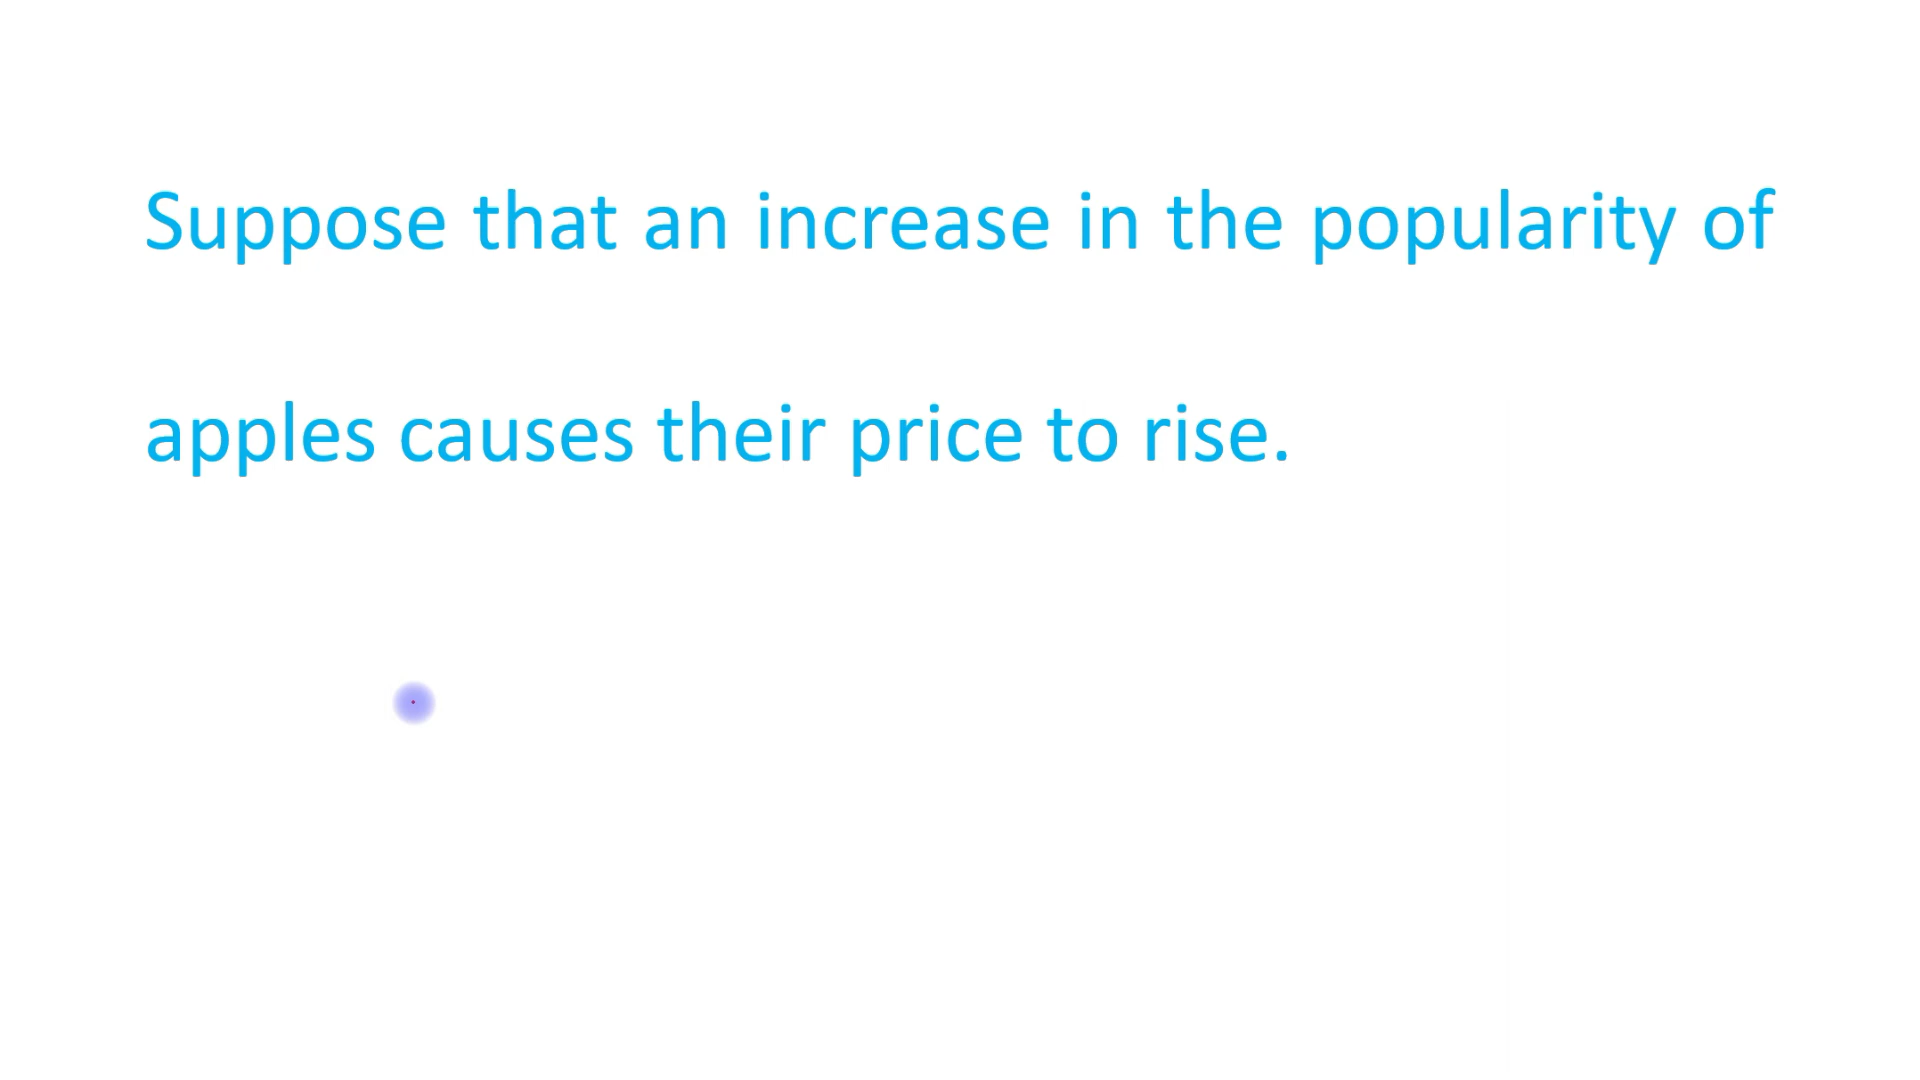 Suppose that an increase in the popularity of
apples causes their price to rise.